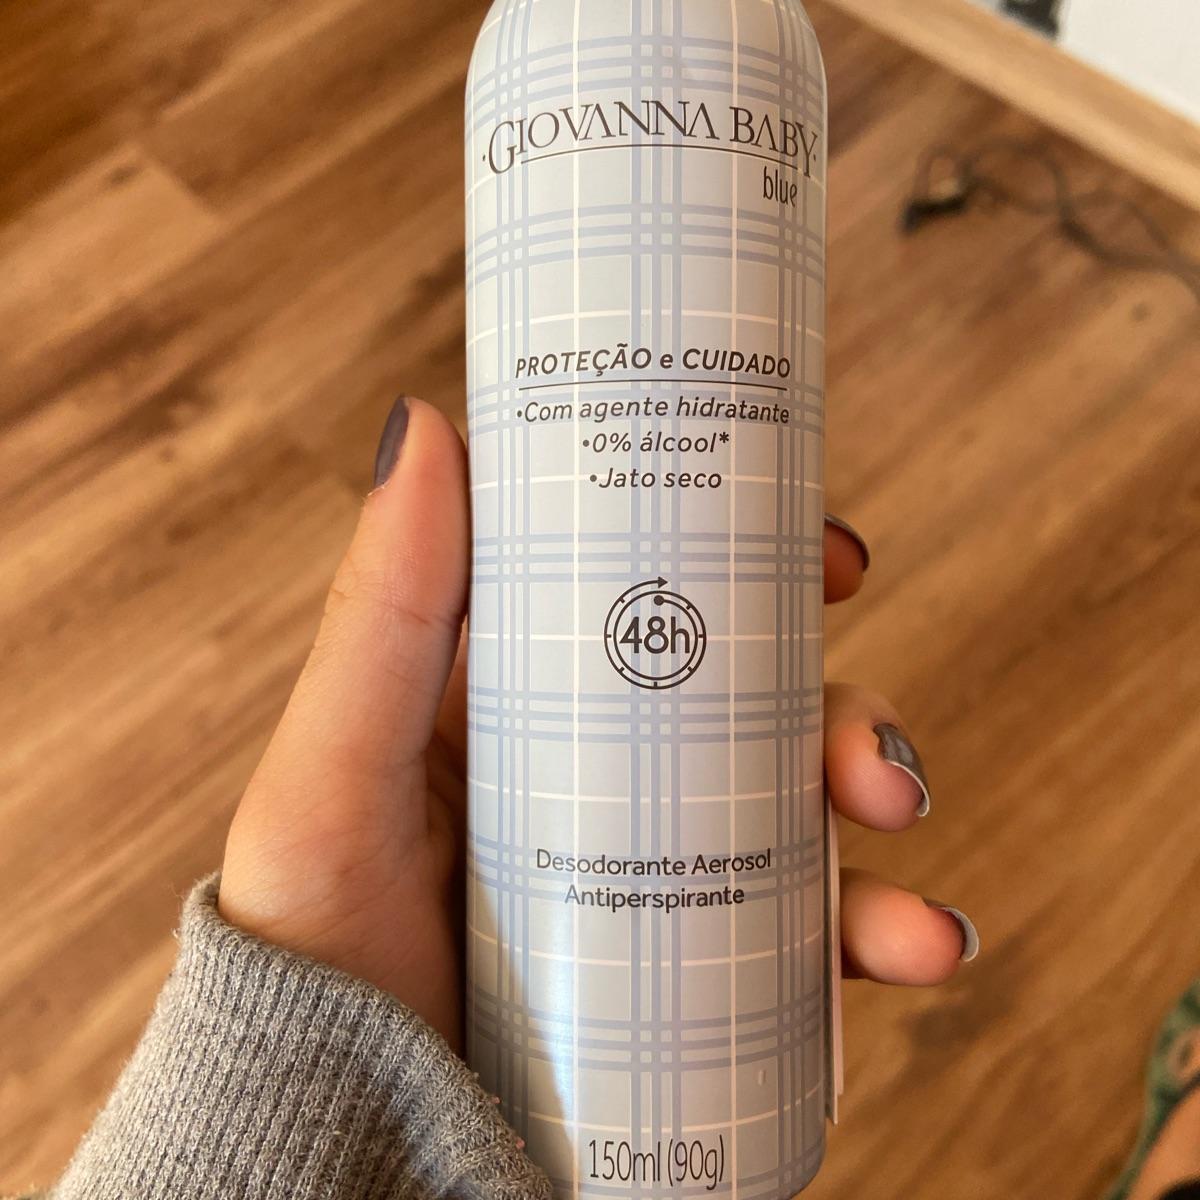 ·GIOVANNA BABY·
blue
PROTEÇÃO e CUIDADO
•Com agente hidratante
•0% álcool*
•Jato seco
48h
Desodorante Aerosol
Antiperspirante
150ml (90g)